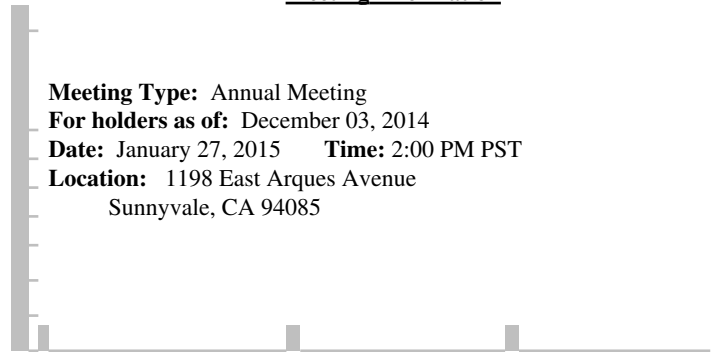 Meeting Type: Annual Meeting
For holders as of: December 03, 2014
Date: January 27, 2015 Time: 2:00 PM PST
Location: 1198 East Arques Avenue
Sunnyvale, CA 94085